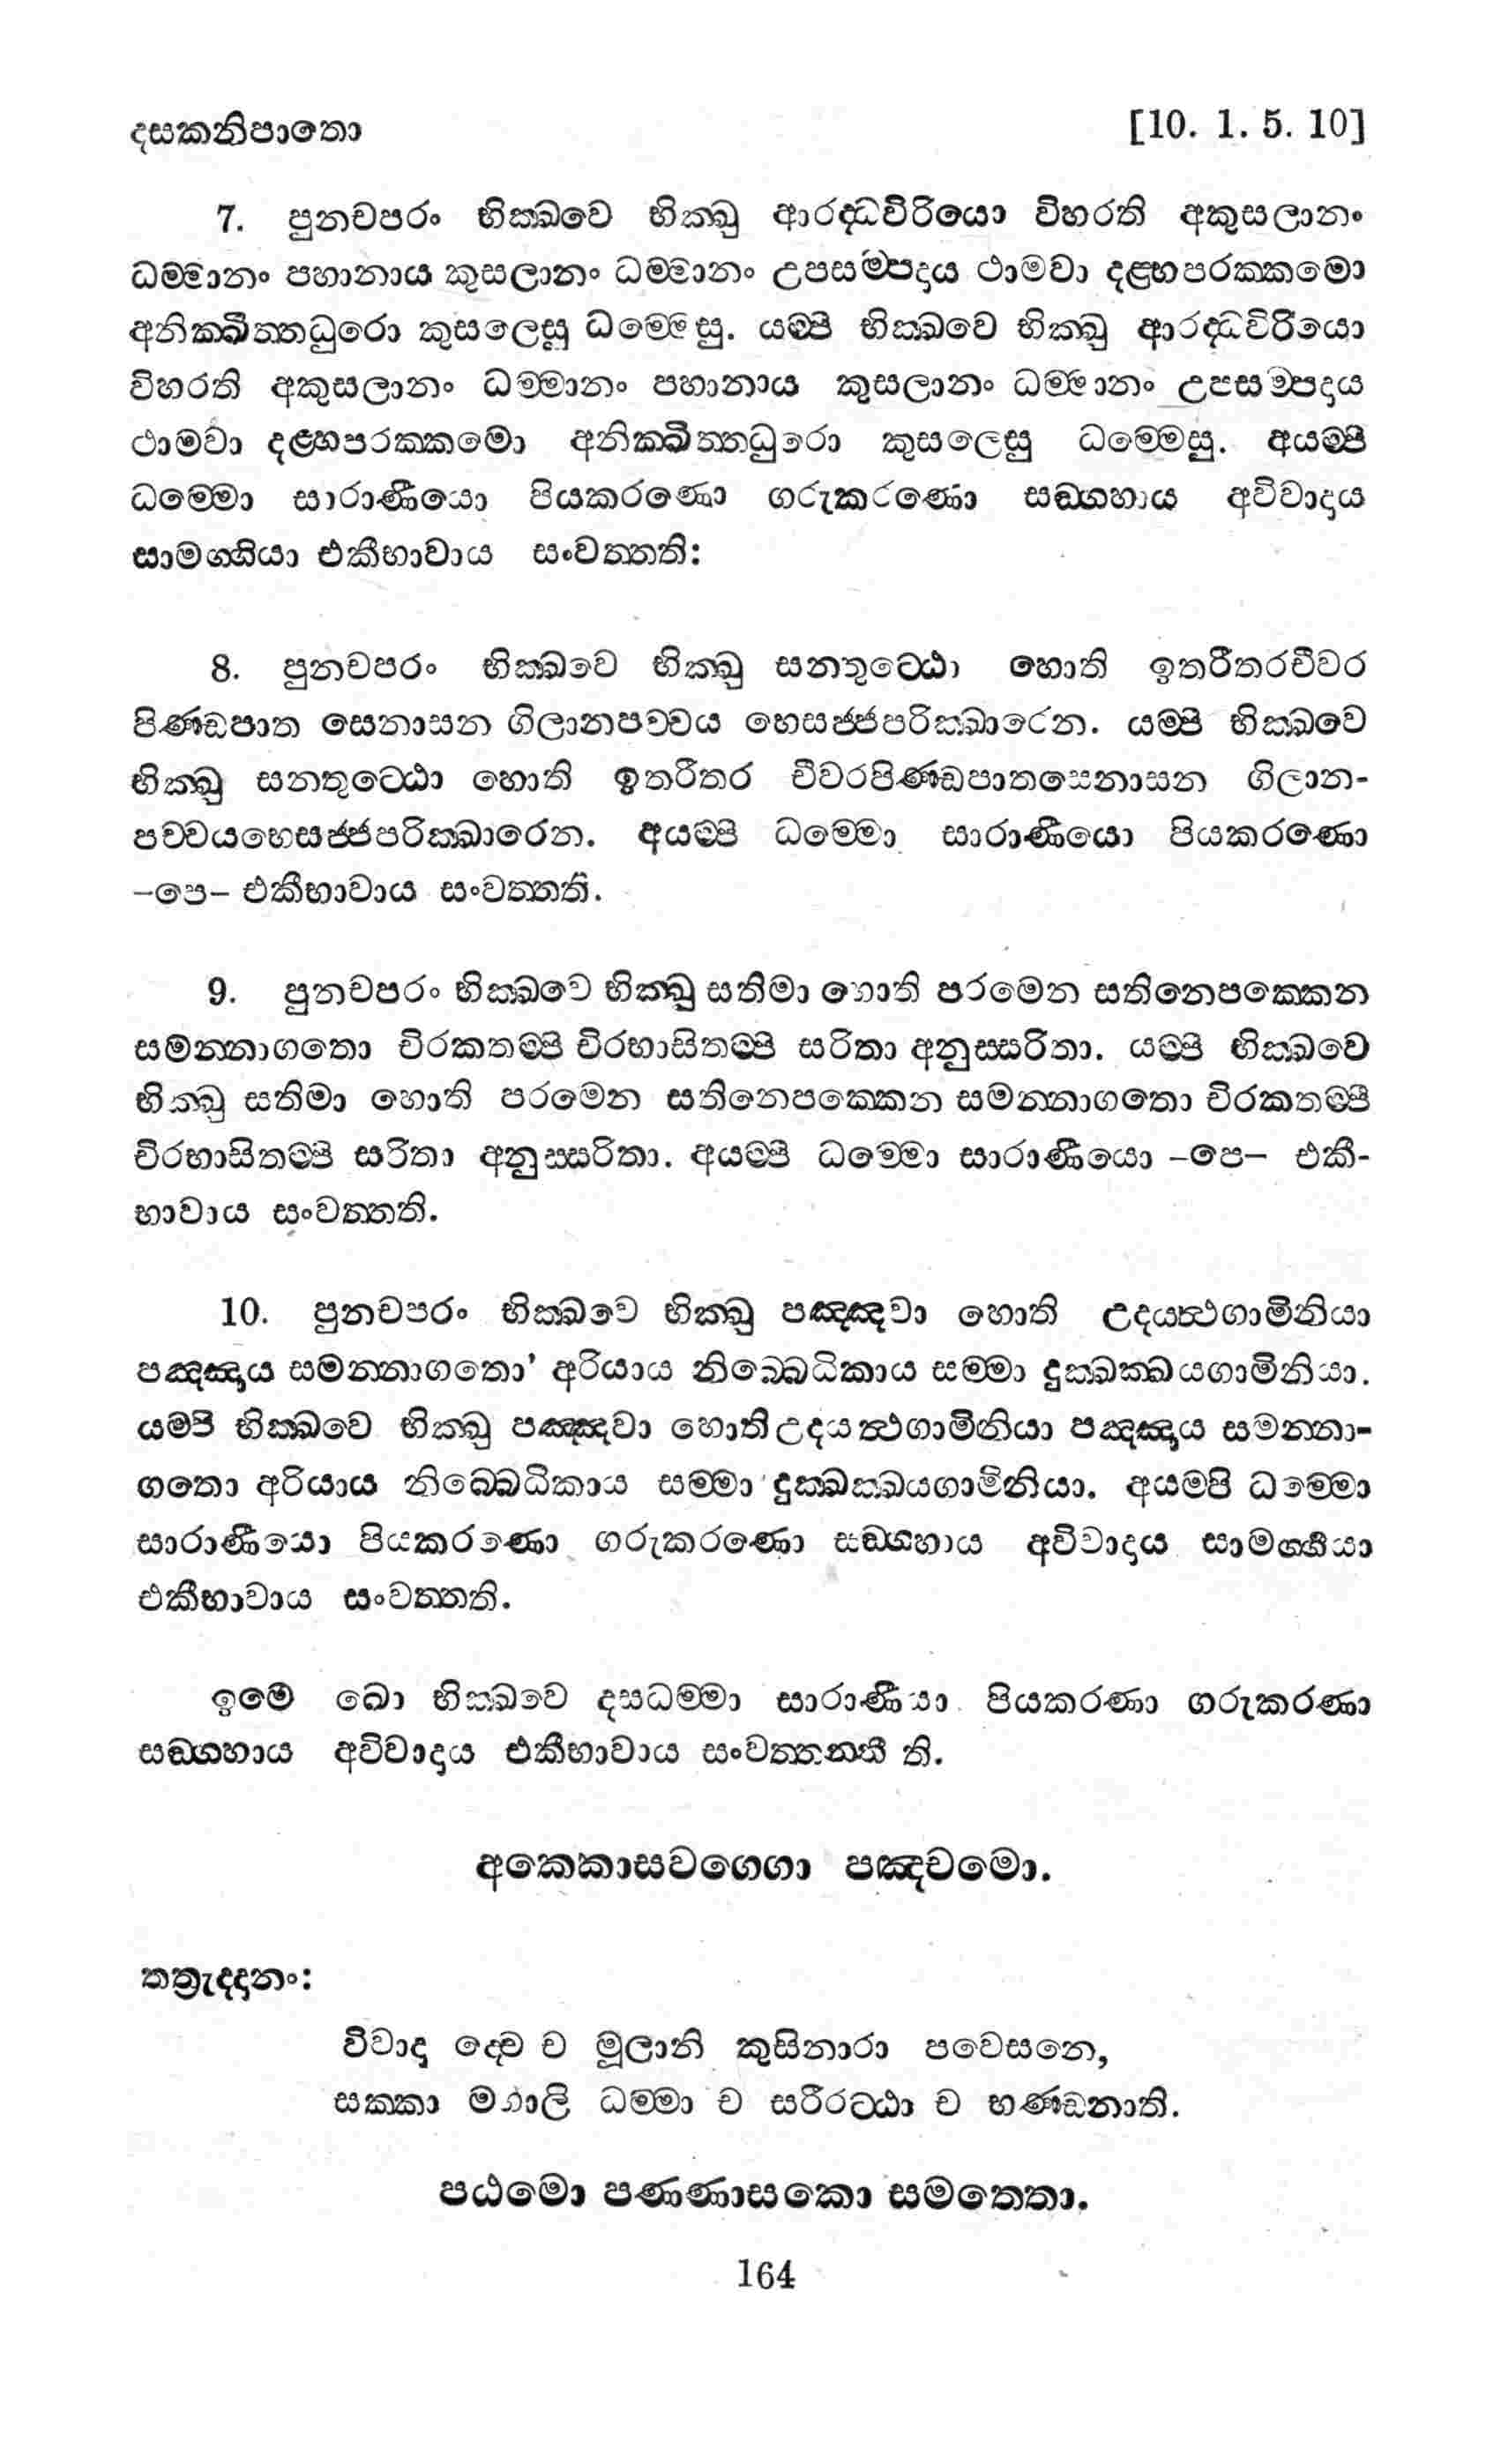 දසකනිපාතො [10. 1. 5. 10]
7. පුනචපරං භික්ඛවෙ භික්ඛු ආරද්ධවිරියො විහරති අකුසලානං
ධම්මානං පහානාය කුසලානං ධම්මානං උපසම්පදාය ථාමවා දළ්හපරක්කමො
අනික්ඛිත්තධුරො කුසලෙසු ධම්මෙසු. යම්පි භික්ඛවෙ භික්ඛු ආරද්ධවිරියො
විහරති අකුසලානං ධම්මානං පහානාය කුසලානං ධම්මානං උපසම්පදාය
ථාමවා දළ්හපරක්කමො අනික්ඛිත්තධුරො කුසලෙසු ධම්මෙසු. අයම්පි
ධම්මො සාරාණීයො පියකරණො ගරුකරණො සඞ්ගහාය අවිවාදාය
සාමග්ගියා එකීභාවාය සංවත්තති:
8. පුනචපරං භික්ඛවෙ භික්ඛු සන්තුට්ඨො හොති ඉතරීතරචීවර
පිණ්ඩපාත සෙනාසන ගිලානපච්චය භෙසජ්ජපරික්ඛාරෙන. යම්පි භික්ඛවෙ
භික්ඛු සන්තුට්ඨො හොති ඉතරීතර චීවරපිණ්ඩපාතසෙනාසන ගිලාන-
පච්චයභෙසජ්ජපරික්ඛාරෙන. අයම්පි ධම්මො සාරාණීයො පියකරණො
–පෙ– එකීභාවාය සංවත්තති.
9. පුනචපරං භික්ඛවෙ භික්ඛු සතිමා හොති පරමෙන සතිනෙපක්කෙන
සමන්නාගතො චිරකතම්පි චිරභාසිතම්පි සරිතා අනුස්සරිතා. යම්පි භික්ඛවෙ
භික්ඛු සතිමා හොති පරමෙන සතිනෙපක්කෙන සමන්නාගතො චිරකතම්පි
චිරභාසිතම්පි සරිතා අනුස්සරිතා. අයම්පි ධම්මො සාරාණීයො –පෙ– එකී-
භාවාය සංවත්තති.
10. පුනචපරං භික්ඛවෙ භික්ඛු පඤ්ඤවා හොති උදයත්ථගාමිනියා
පඤ්ඤාය සමන්නාගතො' අරියාය නිබ්බෙධිකාය සම්මා දුක්ඛක්ඛයගාමිනියා.
යම්පි භික්ඛවෙ භික්ඛු පඤ්ඤවා හොති උදයත්ථගාමිනියා පඤ්ඤාය සමන්නා-
ගතො අරියාය නිබ්බෙධිකාය සම්මා දුක්ඛක්ඛයගාමිනියා. අයම්පි ධම්මො
සාරාණීයො පියකරණො ගරුකරණො සඞ්ගහාය අවිවාදාය සාමග්ගියා
එකීභාවාය සංවත්තති.
ඉමෙ ඛො භික්ඛවෙ දසධම්මා සාරාණීයා පියකරණා ගරුකරණා
සඞ්ගහාය අවිවාදාය එකීභාවාය සංවත්තන්තී ති.
අක්කොසවග්ගො පඤ්චමො.
තත්‍රැද්දානං:
විවාදා ද්වෙ ච මූලානි කුසිනාරා පවෙසනෙ,
සක්කා මහාලි ධම්මා ච සරීරට්ඨා ච භණ්ඩනාති.
පඨමො පණ්ණාසකො සමත්තො.
164